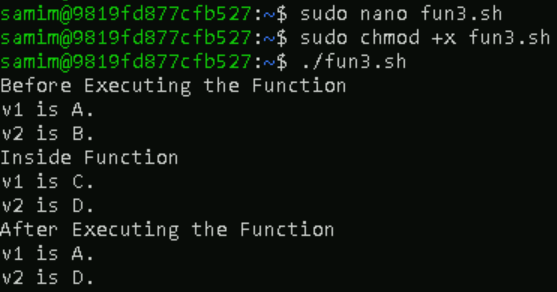 samim@9819fd877cfb527:~$ sudo nano fun3.sh
samim@9819fd877cfb527:~$ sudo chmod +x fun3.sh
samim@9819fd877cfb527:~$ ./fun3.sh
Before Executing the Function
v1 is A.
v2 is B.
Inside Function
v1 is C.
v2 is D.
After Executing the Function
v1 is A.
v2 is D.